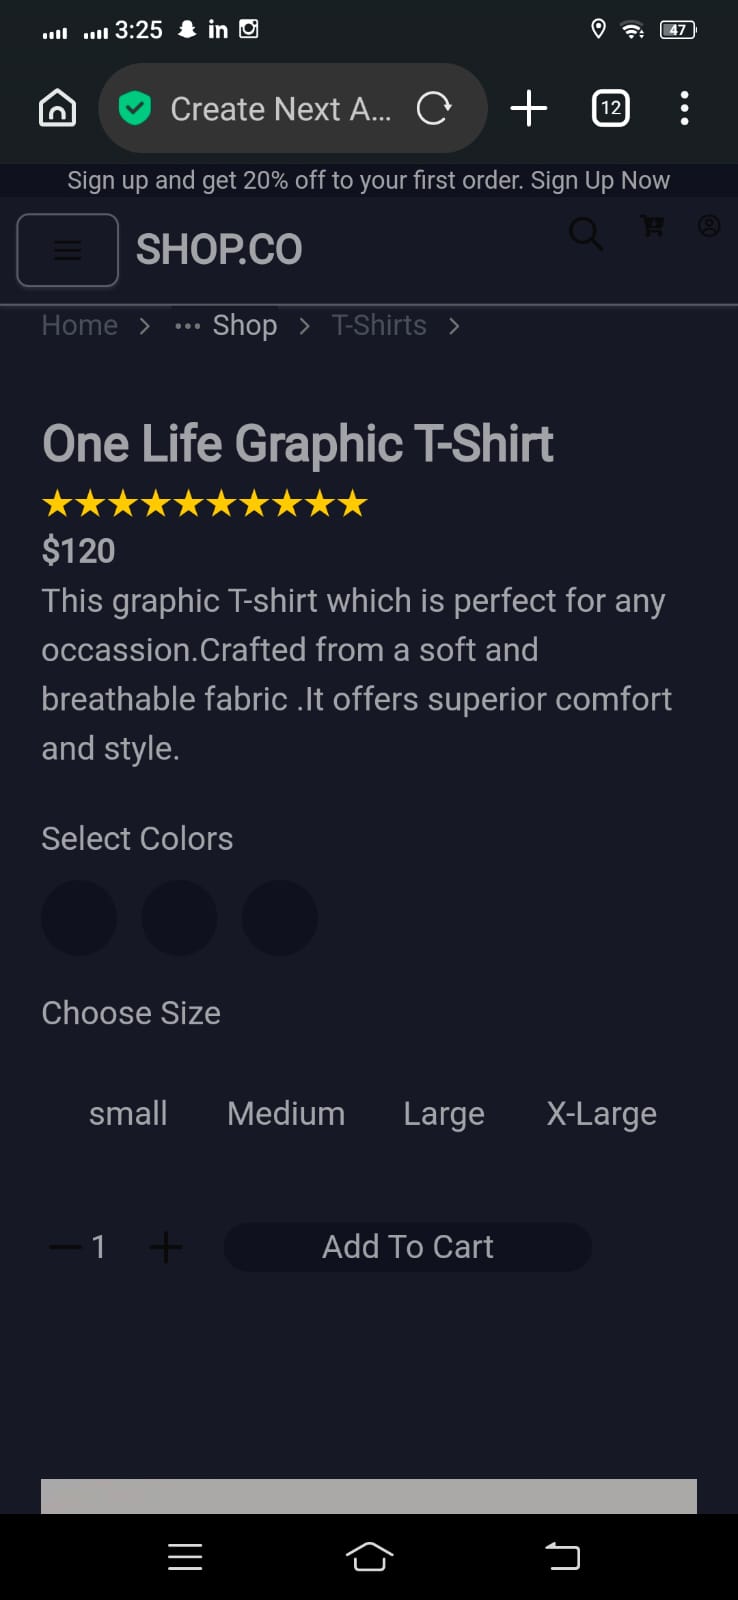 3:25 in 47
Create Next A... 12
Sign up and get 20% off to your first order. Sign Up Now
SHOP.CO
Home > ... Shop > T-Shirts >
One Life Graphic T-Shirt
★★★★★★★★★★
$120
This graphic T-shirt which is perfect for any
occassion.Crafted from a soft and
breathable fabric .It offers superior comfort
and style.
Select Colors
Choose Size
small Medium Large X-Large
— 1 + Add To Cart